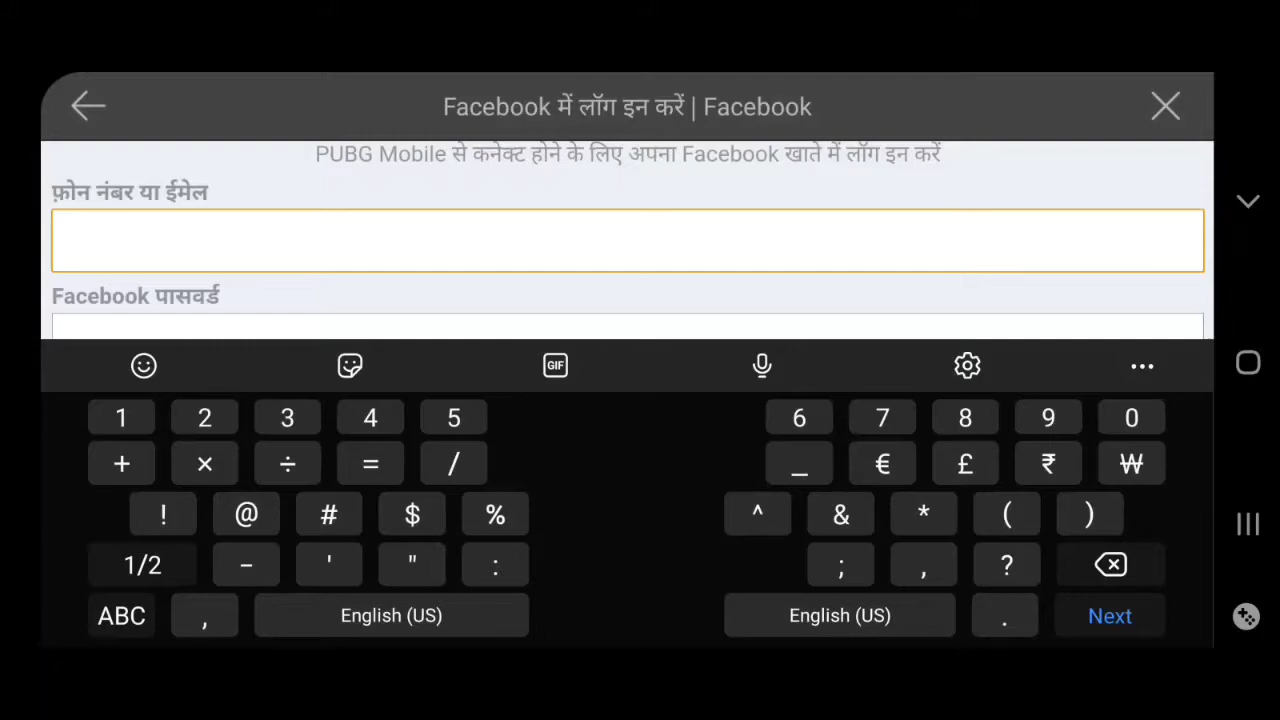 Facebook में लॉग इन करें | Facebook
PUBG Mobile से कनेक्ट होने के लिए अपना Facebook खाते में लॉग इन करें
फ़ोन नंबर या ईमेल
Facebook पासवर्ड
GIF
1 2 3 4 5 6 7 8 9 0
+ × ÷ = / _ € £ ₹ ₩
! @ # $ % ^ & * ( )
1/2 - ' " : ; , ?
ABC , English (US) English (US) . Next